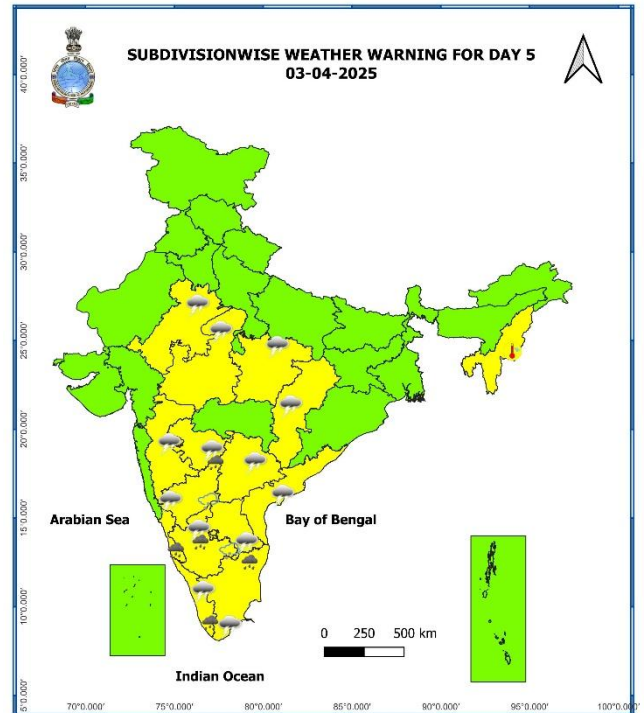 SUBDIVISIONWISE WEATHER WARNING FOR DAY 5
03-04-2025
40°0.000'
35°0.000'
30°0.000'
25°0.000'
20°0.000'
15°0.000'
10°0.000'
5°0.000'
Arabian Sea
Bay of Bengal
0 250 500 km
Indian Ocean
70°0.000' 75°0.000' 80°0.000' 85°0.000' 90°0.000' 95°0.000' 100°0.000'